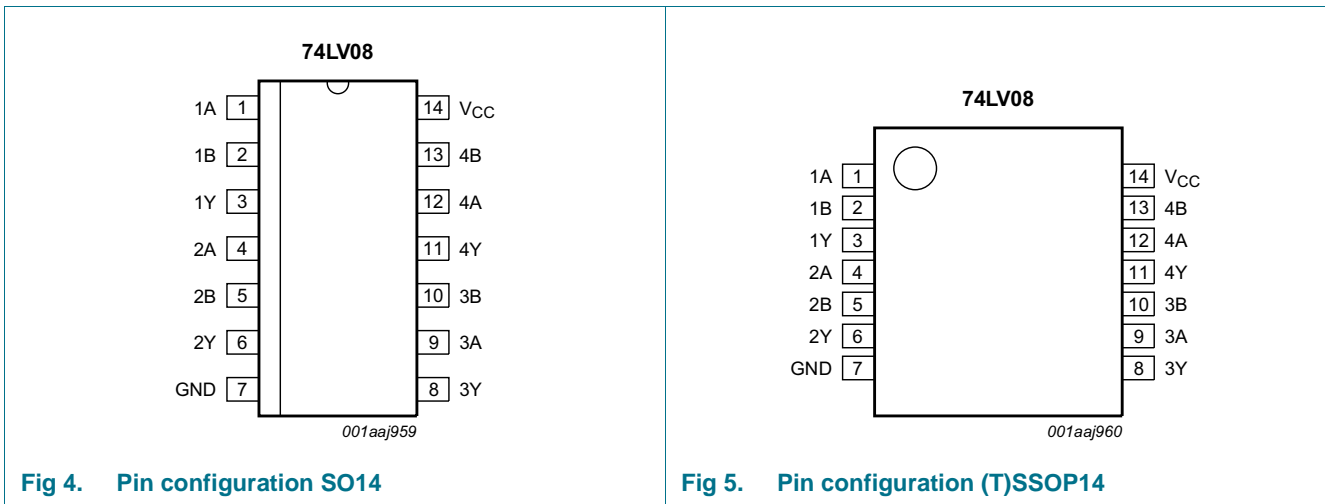 74LV08
1A 1 14 VCC
1B 2 13 4B
1Y 3 12 4A
2A 4 11 4Y
2B 5 10 3B
2Y 6 9 3A
GND 7 8 3Y
001aaj959
Fig 4. Pin configuration SO14
74LV08
1A 1 14 VCC
1B 2 13 4B
1Y 3 12 4A
2A 4 11 4Y
2B 5 10 3B
2Y 6 9 3A
GND 7 8 3Y
001aaj960
Fig 5. Pin configuration (T)SSOP14